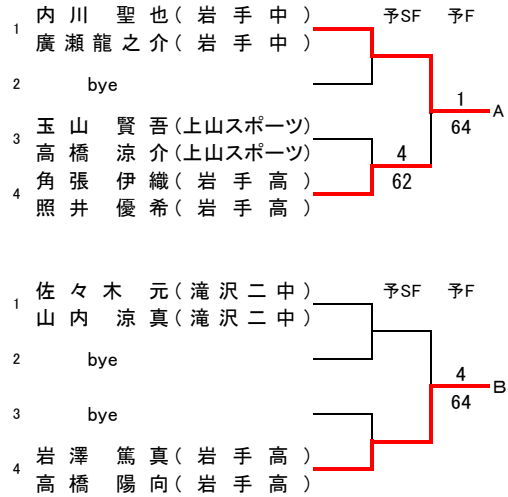 予SF 予F
1 内川 聖也(岩手中)
廣瀬龍之介(岩手中)
2 bye
1 A
64
3 玉山 賢吾(上山スポーツ)
高橋 涼介(上山スポーツ)
4
62
4 角張 伊織(岩手高)
照井 優希(岩手高)
予SF 予F
1 佐々木 元(滝沢二中)
山内 涼真(滝沢二中)
2 bye
4 B
64
3 bye
4 岩澤 篤真(岩手高)
高橋 陽向(岩手高)